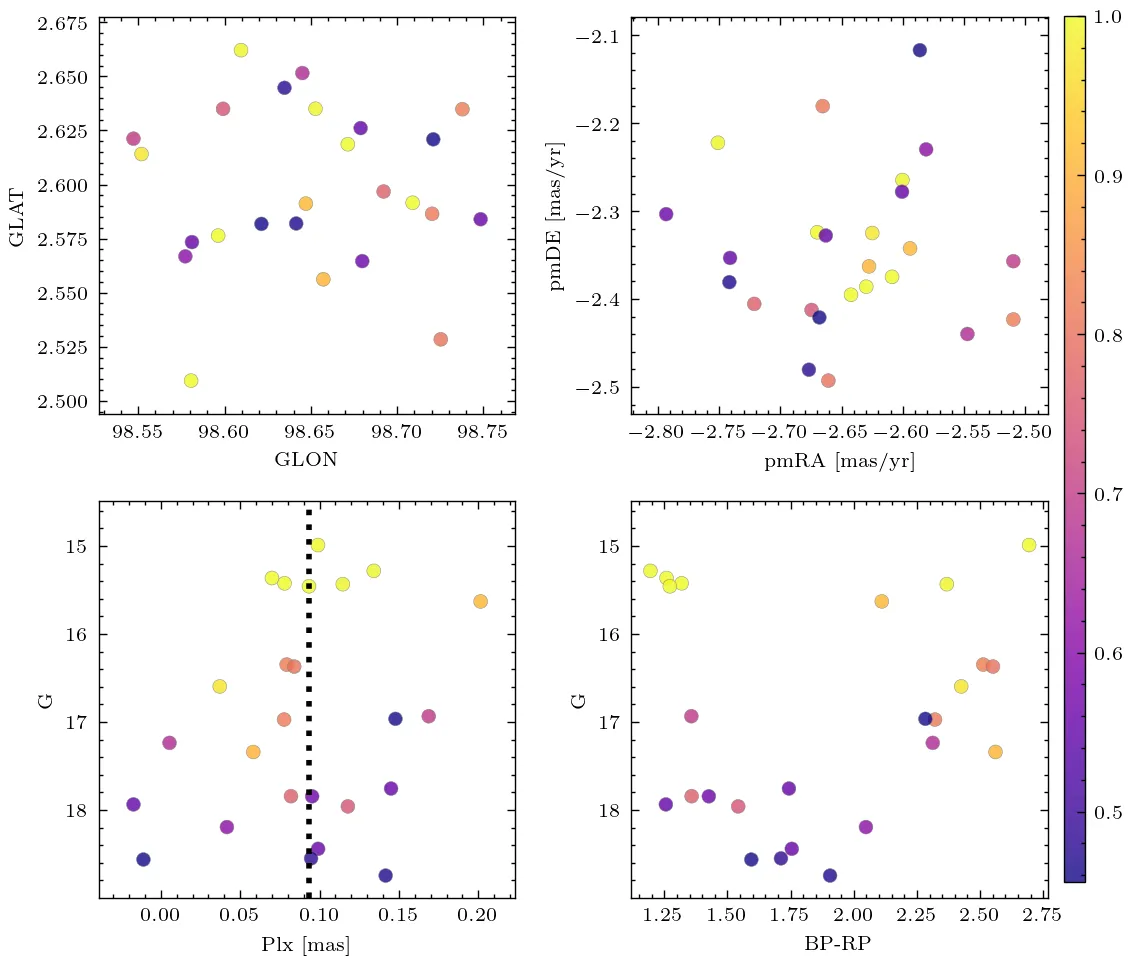 2.675
2.650
2.625
2.600
2.575
2.550
2.525
2.500
GLAT
98.55 98.60 98.65 98.70 98.75
GLON
−2.1
−2.2
−2.3
−2.4
−2.5
pmDE [mas/yr]
−2.80 −2.75 −2.70 −2.65 −2.60 −2.55 −2.50
pmRA [mas/yr]
15
16
17
18
G
0.00 0.05 0.10 0.15 0.20
Plx [mas]
15
16
17
18
G
1.25 1.50 1.75 2.00 2.25 2.50 2.75
BP-RP
1.0
0.9
0.8
0.7
0.6
0.5